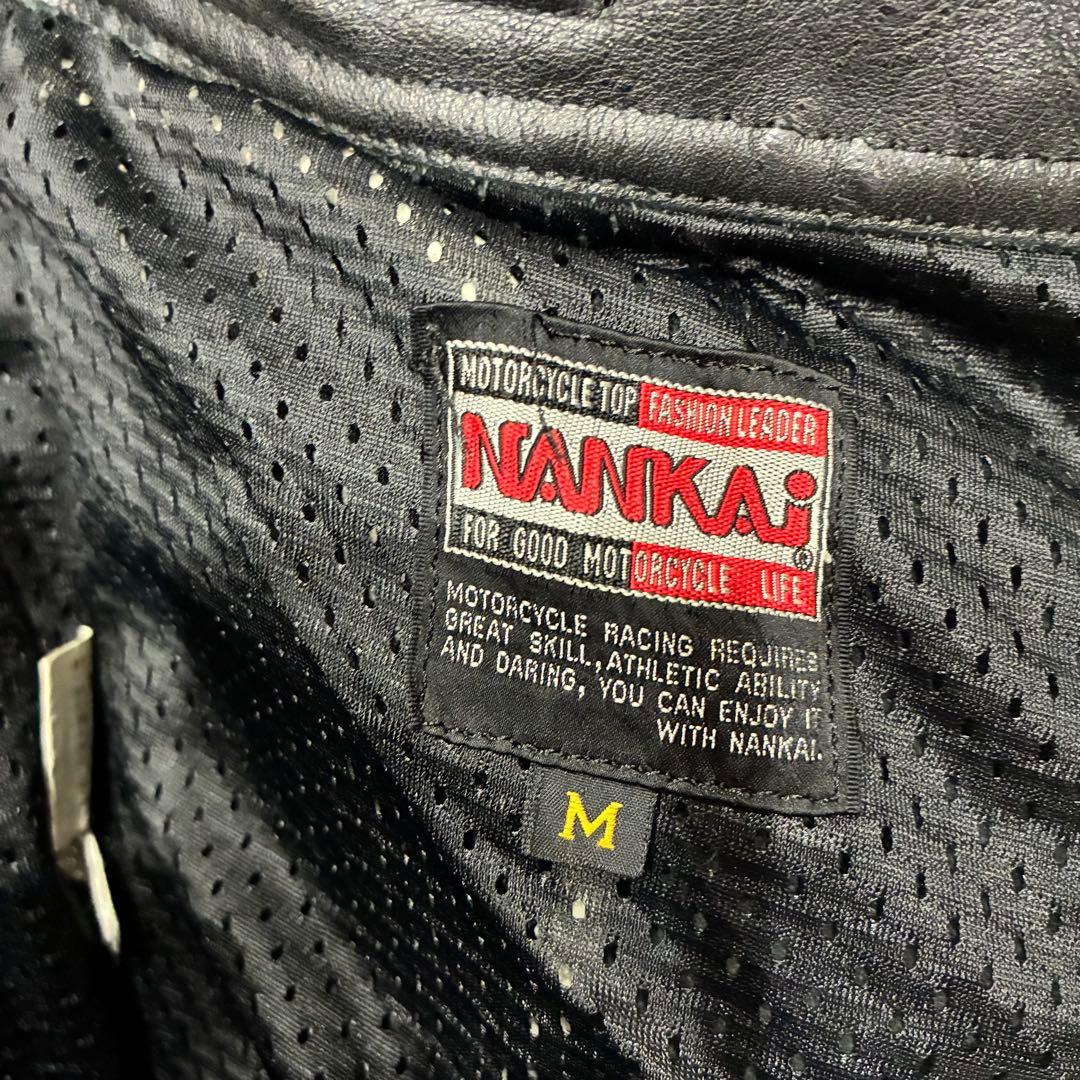 MOTORCYCLE TOP FASHION LEADER
NANKAi
®
FOR GOOD MOTORCYCLE LIFE
MOTORCYCLE RACING REQUIRES
GREAT SKILL, ATHLETIC ABILITY
AND DARING, YOU CAN ENJOY IT
WITH NANKAI.
M